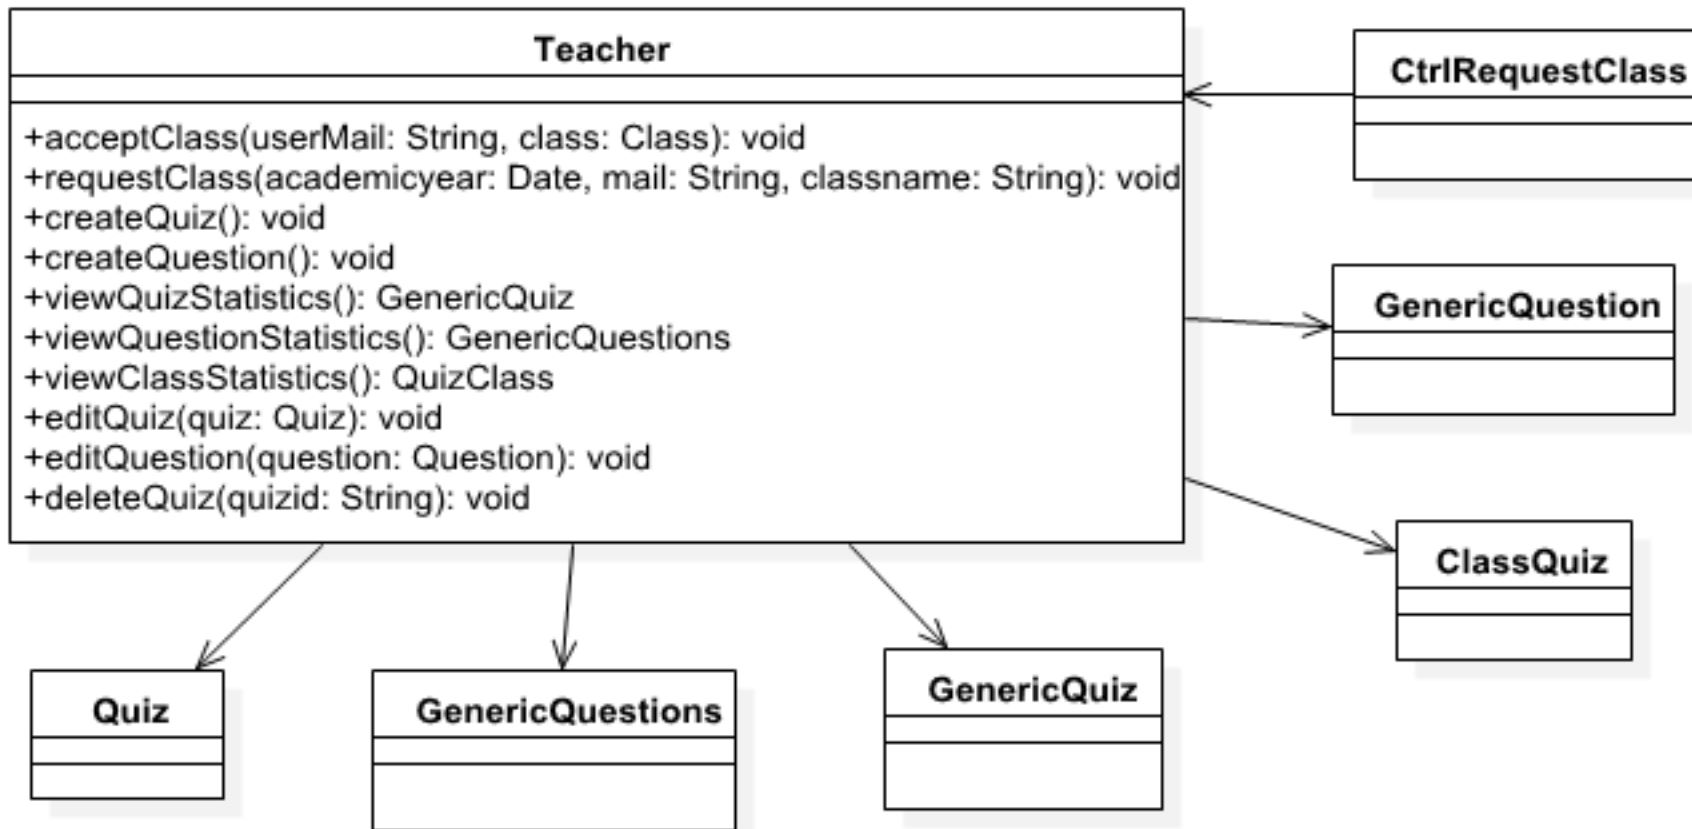 Teacher
+acceptClass(userMail: String, class: Class): void
+requestClass(academicyear: Date, mail: String, classname: String): void
+createQuiz(): void
+createQuestion(): void
+viewQuizStatistics(): GenericQuiz
+viewQuestionStatistics(): GenericQuestions
+viewClassStatistics(): QuizClass
+editQuiz(quiz: Quiz): void
+editQuestion(question: Question): void
+deleteQuiz(quizid: String): void
CtrlRequestClass
GenericQuestion
ClassQuiz
Quiz
GenericQuestions
GenericQuiz